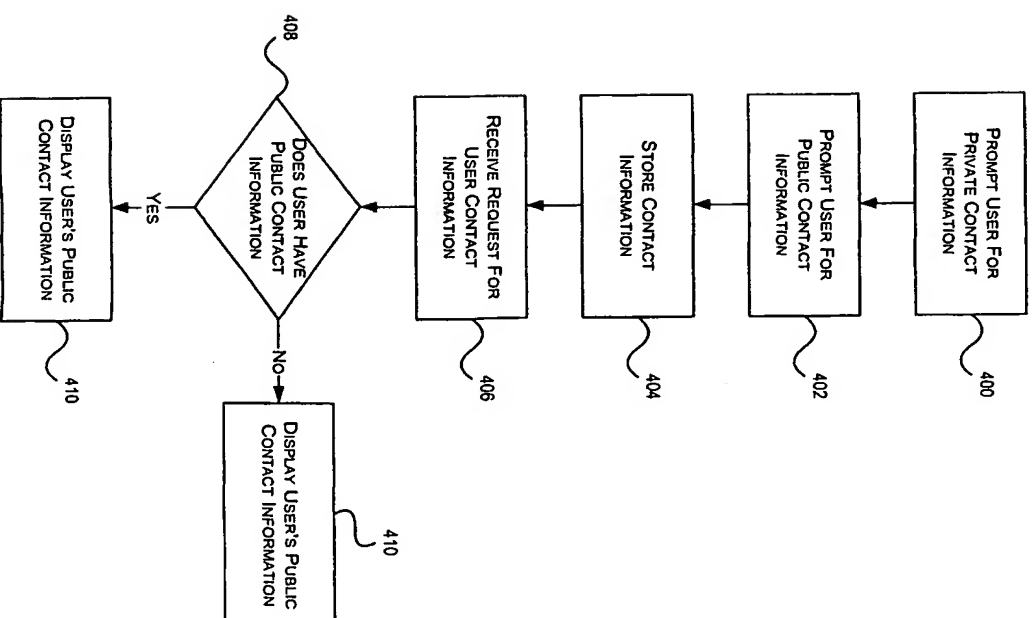 PROMPT USER FOR
PRIVATE CONTACT
INFORMATION
400
PROMPT USER FOR
PUBLIC CONTACT
INFORMATION
402
STORE CONTACT
INFORMATION
404
RECEIVE REQUEST FOR
USER CONTACT
INFORMATION
406
DOES USER HAVE
PUBLIC CONTACT
INFORMATION
408
NO
DISPLAY USER'S PUBLIC
CONTACT INFORMATION
410
YES
DISPLAY USER'S PUBLIC
CONTACT INFORMATION
410